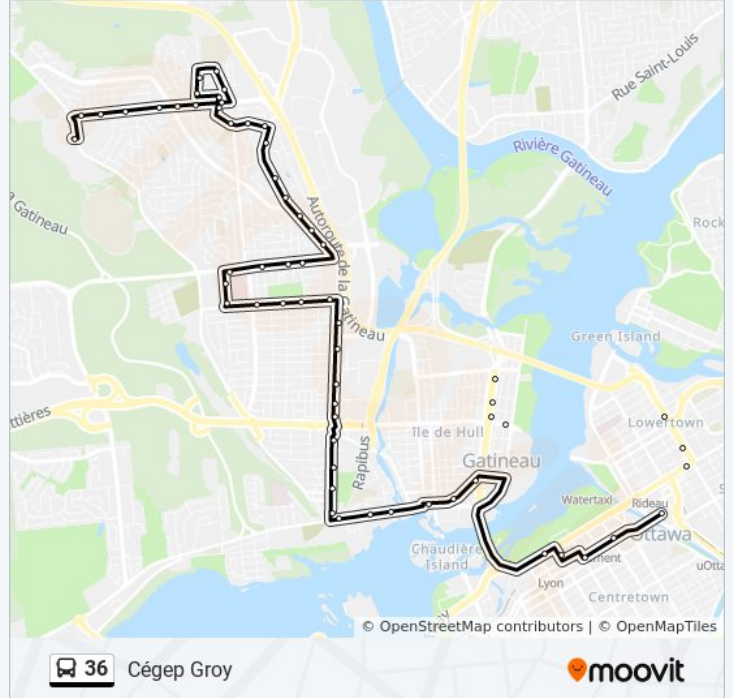 Rue Saint-Louis
Rivière Gatineau
a Gatineau
Autoroute de la Gatineau
Rock
Green Island
ttières
Lowertown
île de Hull
Rapibus
Gatineau
Watertaxi
Rideau
Ottawa
Chaudière
Island
ment
uOtta
Lyon
Centretown
© OpenStreetMap contributors | © OpenMapTiles
36 Cégep Groy
moovit